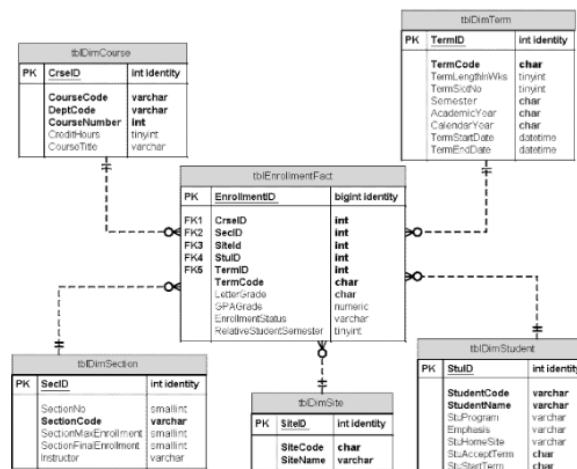 tblDimCourse
PK CrseID int identity
CourseCode varchar
DeptCode varchar
CourseNumber int
CreditHours tinyint
CourseTitle varchar
tblDimTerm
PK TermID int identity
TermCode char
TermLengthInWks tinyint
TermSlotNo tinyint
Semester char
AcademicYear char
CalendarYear char
TermStartDate datetime
TermEndDate datetime
tblEnrollmentFact
PK EnrollmentID bigint identity
FK1 CrseID int
FK2 SecID int
FK3 SiteId int
FK4 StuID int
FK5 TermID int
TermCode char
LetterGrade char
GPAGrade numeric
EnrollmentStatus varchar
RelativeStudentSemester tinyint
tblDimSection
PK SecID int identity
SectionNo smallint
SectionCode varchar
SectionMaxEnrollment smallint
SectionFinalEnrollment smallint
Instructor varchar
tblDimSite
PK SiteID int identity
SiteCode char
SiteName varchar
tblDimStudent
PK StuID int identity
StudentCode varchar
StudentName varchar
StuProgram varchar
Emphasis varchar
StuHomeSite varchar
StuAcceptTerm char
StuStartTerm char